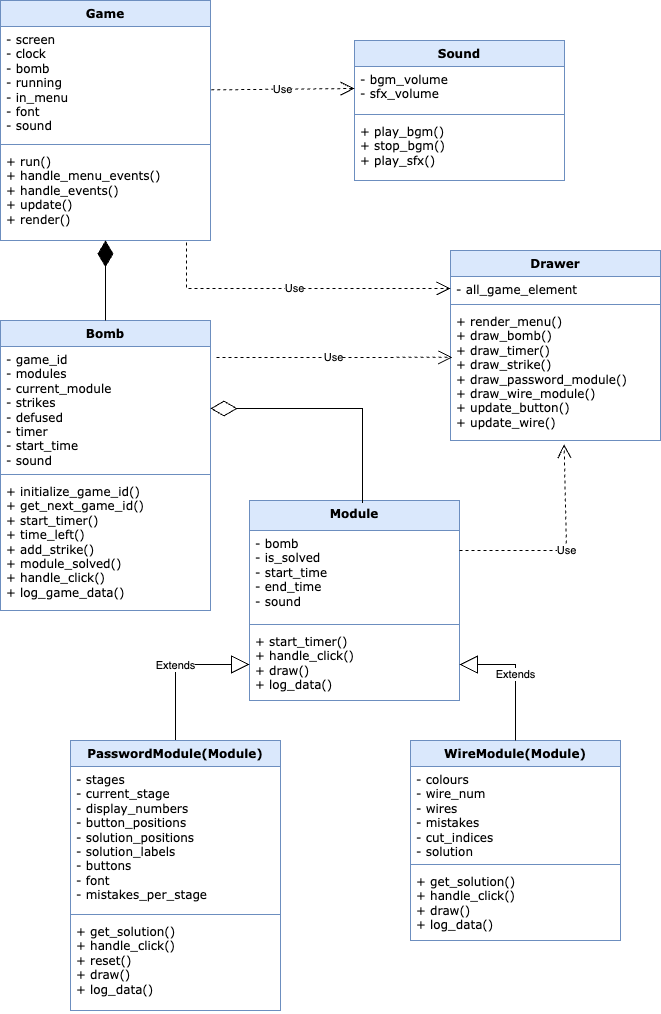 Game
- screen
- clock
- bomb
- running
- in_menu
- font
- sound
+ run()
+ handle_menu_events()
+ handle_events()
+ update()
+ render()
Use
Sound
- bgm_volume
- sfx_volume
+ play_bgm()
+ stop_bgm()
+ play_sfx()
Use
Drawer
- all_game_element
+ render_menu()
+ draw_bomb()
+ draw_timer()
+ draw_strike()
+ draw_password_module()
+ draw_wire_module()
+ update_button()
+ update_wire()
Bomb
- game_id
- modules
- current_module
- strikes
- defused
- timer
- start_time
- sound
+ initialize_game_id()
+ get_next_game_id()
+ start_timer()
+ time_left()
+ add_strike()
+ module_solved()
+ handle_click()
+ log_game_data()
Use
Module
- bomb
- is_solved
- start_time
- end_time
- sound
+ start_timer()
+ handle_click()
+ draw()
+ log_data()
Use
Extends
Extends
PasswordModule(Module)
- stages
- current_stage
- display_numbers
- button_positions
- solution_positions
- solution_labels
- buttons
- font
- mistakes_per_stage
+ get_solution()
+ handle_click()
+ reset()
+ draw()
+ log_data()
WireModule(Module)
- colours
- wire_num
- wires
- mistakes
- cut_indices
- solution
+ get_solution()
+ handle_click()
+ draw()
+ log_data()